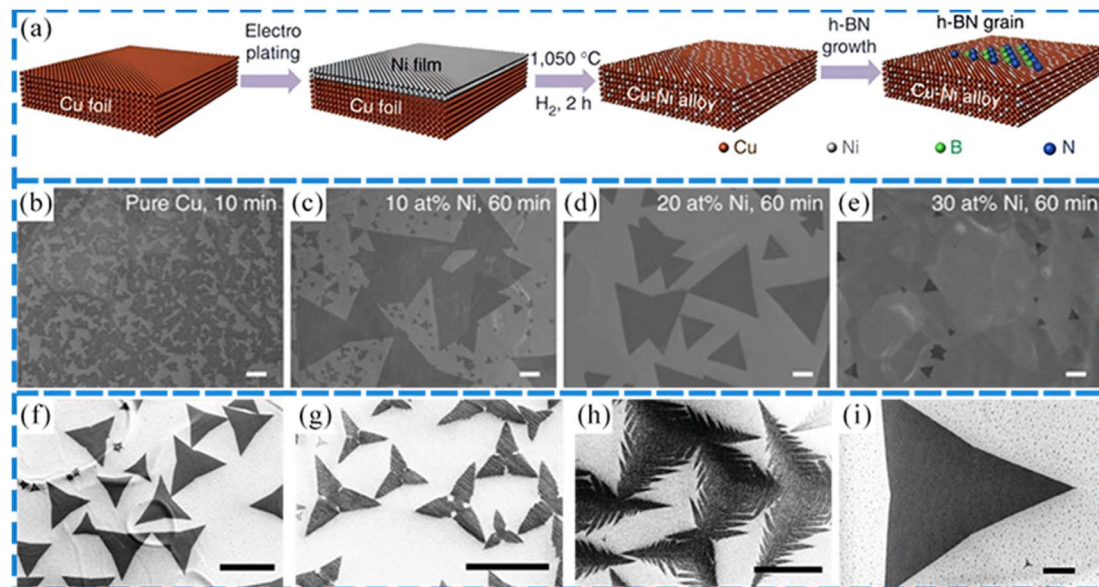 (a)
Electro
plating
Ni film
Cu foil
Cu foil
1,050 °C
H₂, 2 h
Cu-Ni alloy
h-BN
growth
h-BN grain
Cu-Ni alloy
Cu
Ni
B
N
(b)
Pure Cu, 10 min
(c)
10 at% Ni, 60 min
(d)
20 at% Ni, 60 min
(e)
30 at% Ni, 60 min
(f)
(g)
(h)
(i)